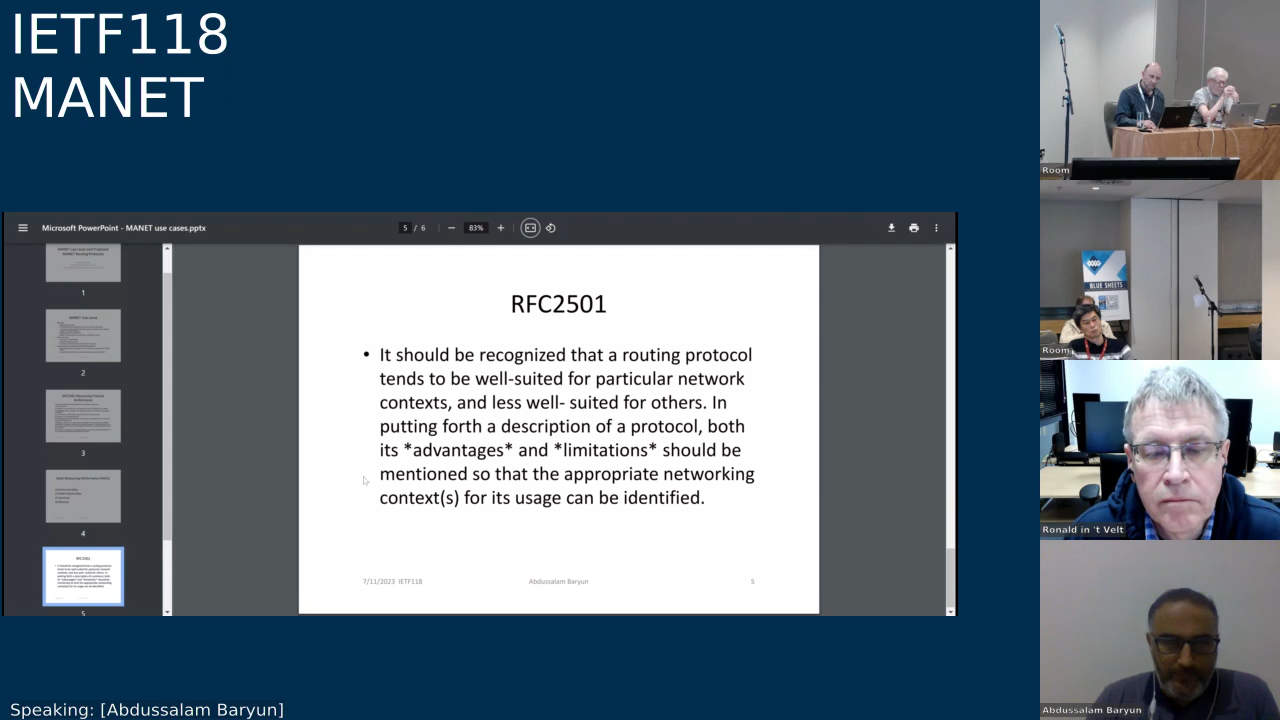 IETF118
MANET
Microsoft PowerPoint - MANET use cases.pptx
5 / 6
83%
1
MANET Use cases
2
3
4
RFC2501
5
RFC2501
• It should be recognized that a routing protocol
tends to be well-suited for particular network
contexts, and less well- suited for others. In
putting forth a description of a protocol, both
its *advantages* and *limitations* should be
mentioned so that the appropriate networking
context(s) for its usage can be identified.
7/11/2023 IETF118
Abdussalam Baryun
5
Room
BLUE SHEETS
Room
Ronald in 't Velt
Abdussalam Baryun
Speaking: [Abdussalam Baryun]